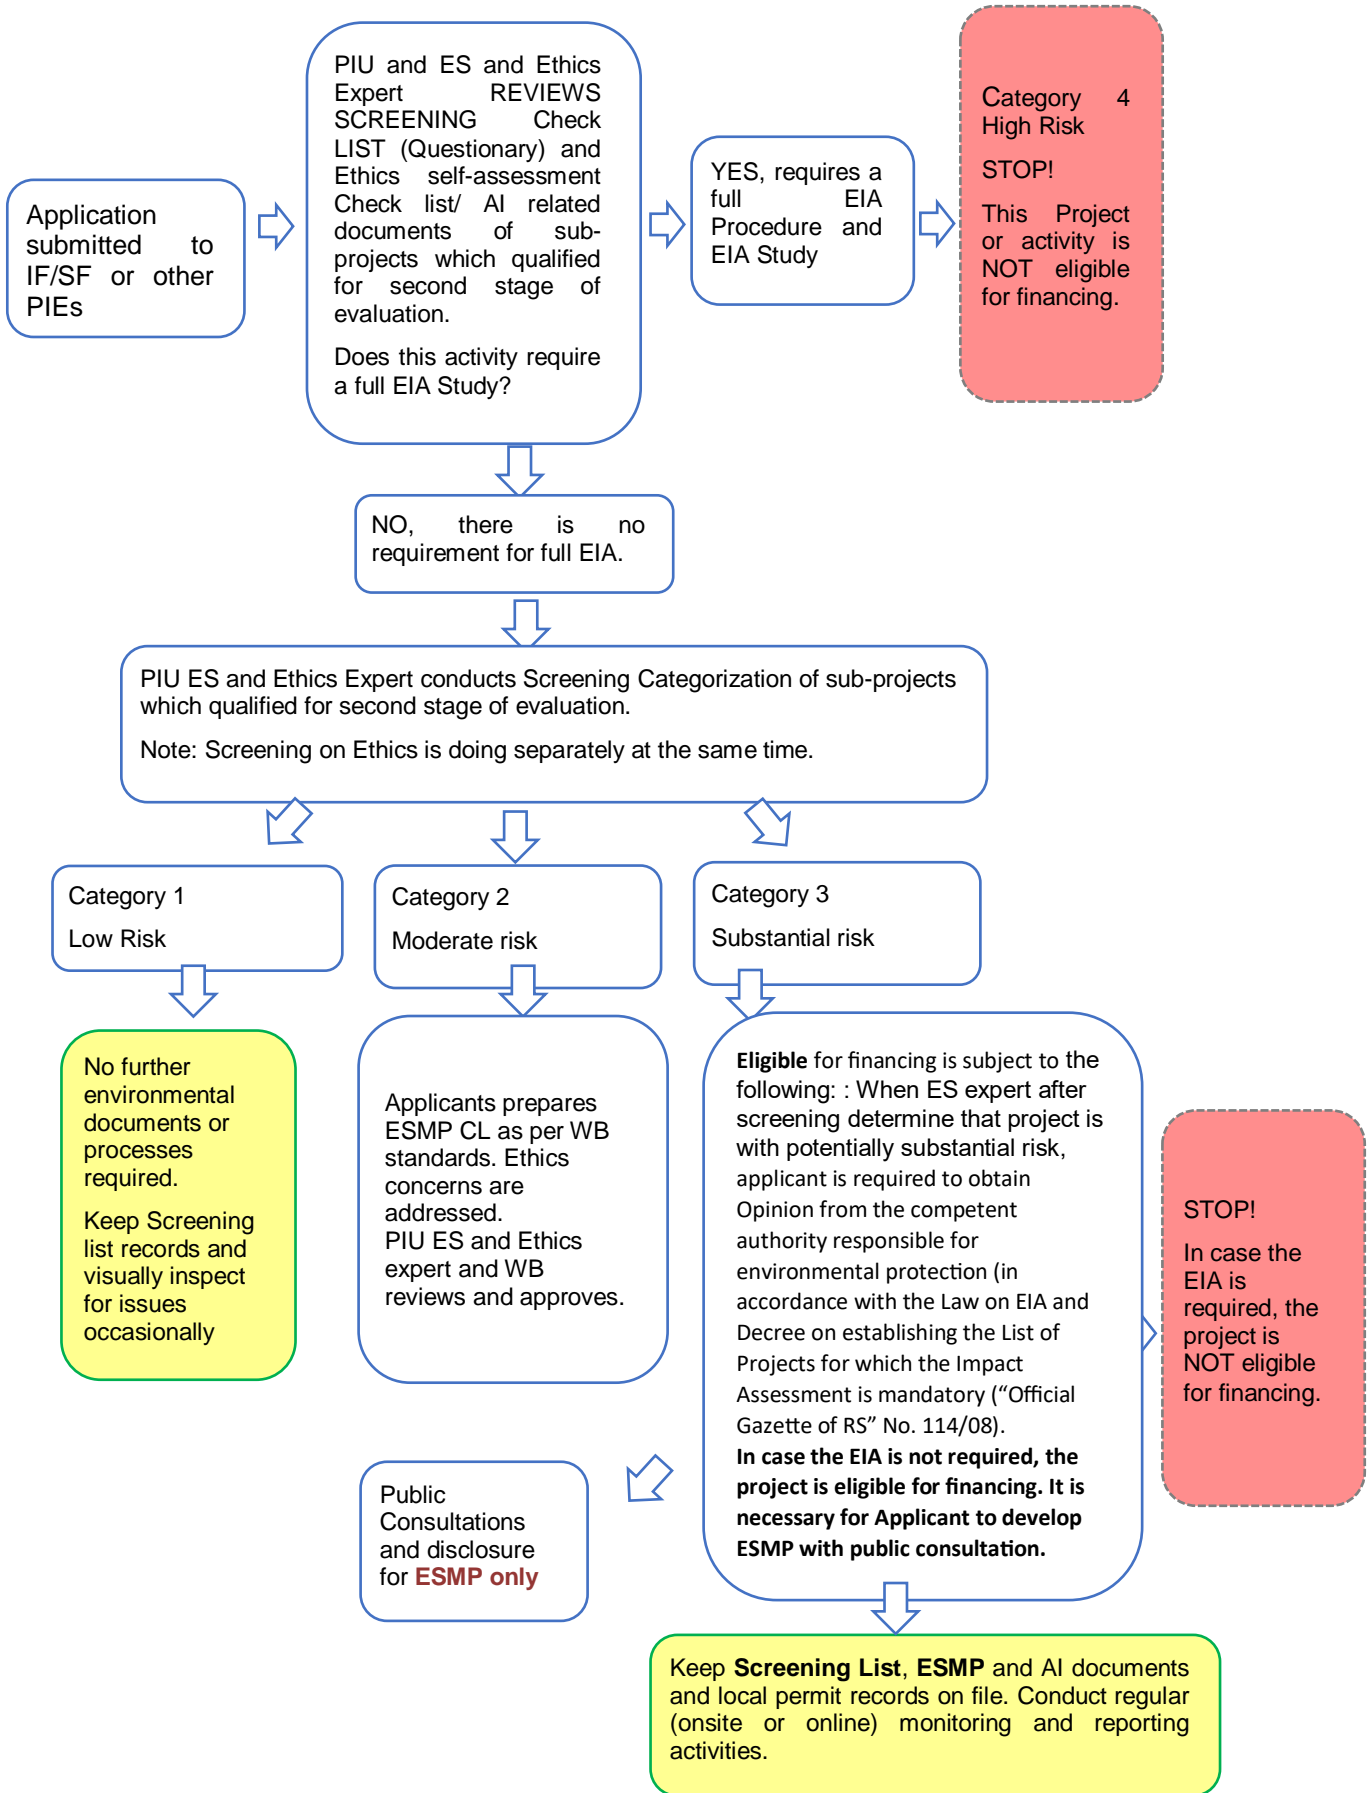 Application
submitted to
IF/SF or other
PIEs
PIU and ES and Ethics
Expert REVIEWS
SCREENING Check
LIST (Questionary) and
Ethics self-assessment
Check list/ AI related
documents of sub-
projects which qualified
for second stage of
evaluation.
Does this activity require
a full EIA Study?
YES, requires a
full EIA
Procedure and
EIA Study
Category 4
High Risk
STOP!
This Project
or activity is
NOT eligible
for financing.
NO, there is no
requirement for full EIA.
PIU ES and Ethics Expert conducts Screening Categorization of sub-projects
which qualified for second stage of evaluation.
Note: Screening on Ethics is doing separately at the same time.
Category 1
Low Risk
Category 2
Moderate risk
Category 3
Substantial risk
No further
environmental
documents or
processes
required.
Keep Screening
list records and
visually inspect
for issues
occasionally
Applicants prepares
ESMP CL as per WB
standards. Ethics
concerns are
addressed.
PIU ES and Ethics
expert and WB
reviews and approves.
Eligible for financing is subject to the
following: : When ES expert after
screening determine that project is
with potentially substantial risk,
applicant is required to obtain
Opinion from the competent
authority responsible for
environmental protection (in
accordance with the Law on EIA and
Decree on establishing the List of
Projects for which the Impact
Assessment is mandatory (“Official
Gazette of RS” No. 114/08).
In case the EIA is not required, the
project is eligible for financing. It is
necessary for Applicant to develop
ESMP with public consultation.
STOP!
In case the
EIA is
required, the
project is
NOT eligible
for financing.
Public
Consultations
and disclosure
for ESMP only
Keep Screening List, ESMP and AI documents
and local permit records on file. Conduct regular
(onsite or online) monitoring and reporting
activities.